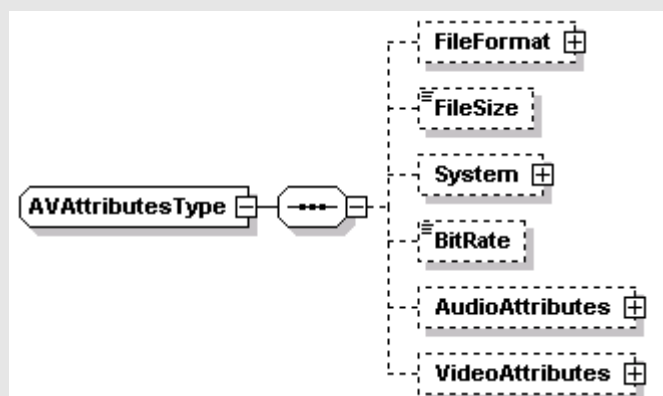 FileFormat
FileSize
System
AVAttributesType
BitRate
AudioAttributes
VideoAttributes